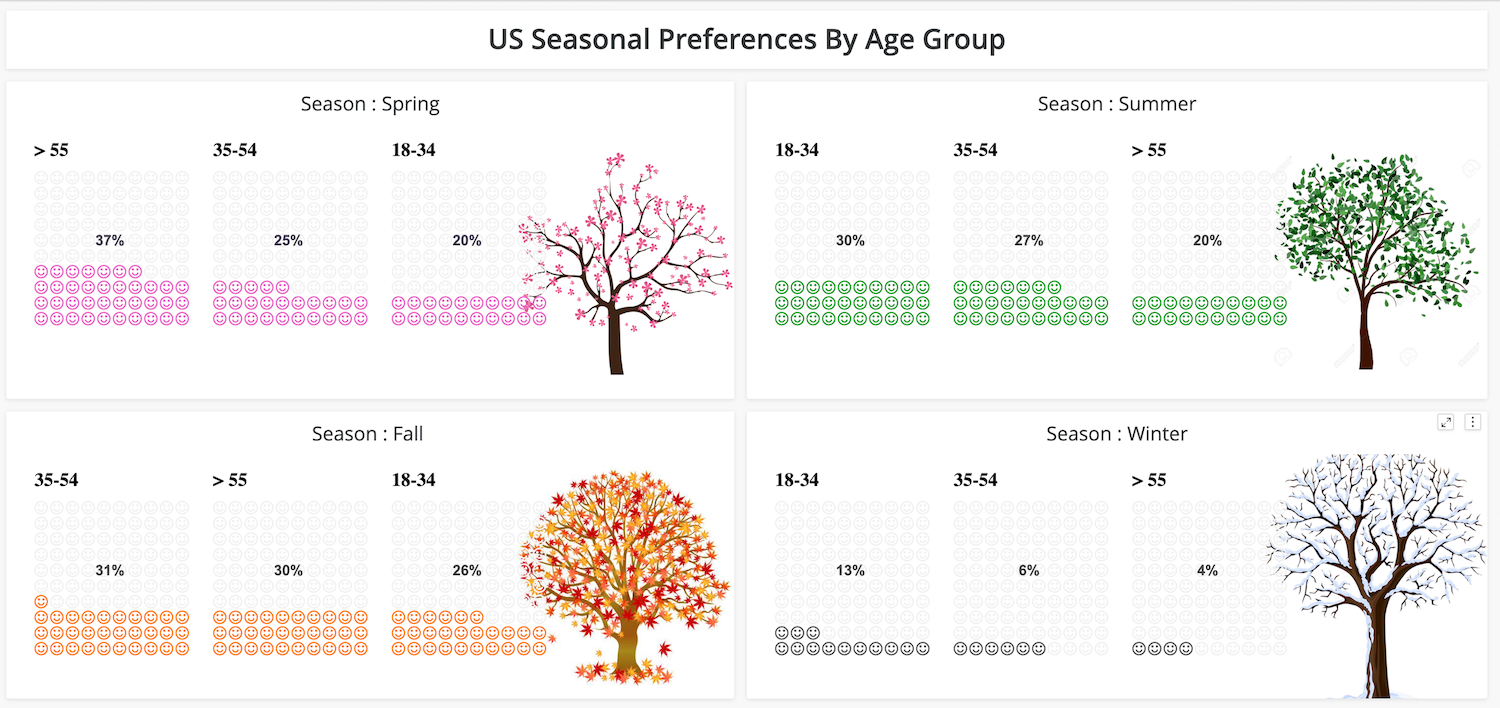 US Seasonal Preferences By Age Group
Season : Spring
> 55 35-54 18-34
37% 25% 20%
Season : Summer
18-34 35-54 > 55
30% 27% 20%
Season : Fall
35-54 > 55 18-34
31% 30% 26%
Season : Winter
18-34 35-54 > 55
13% 6% 4%